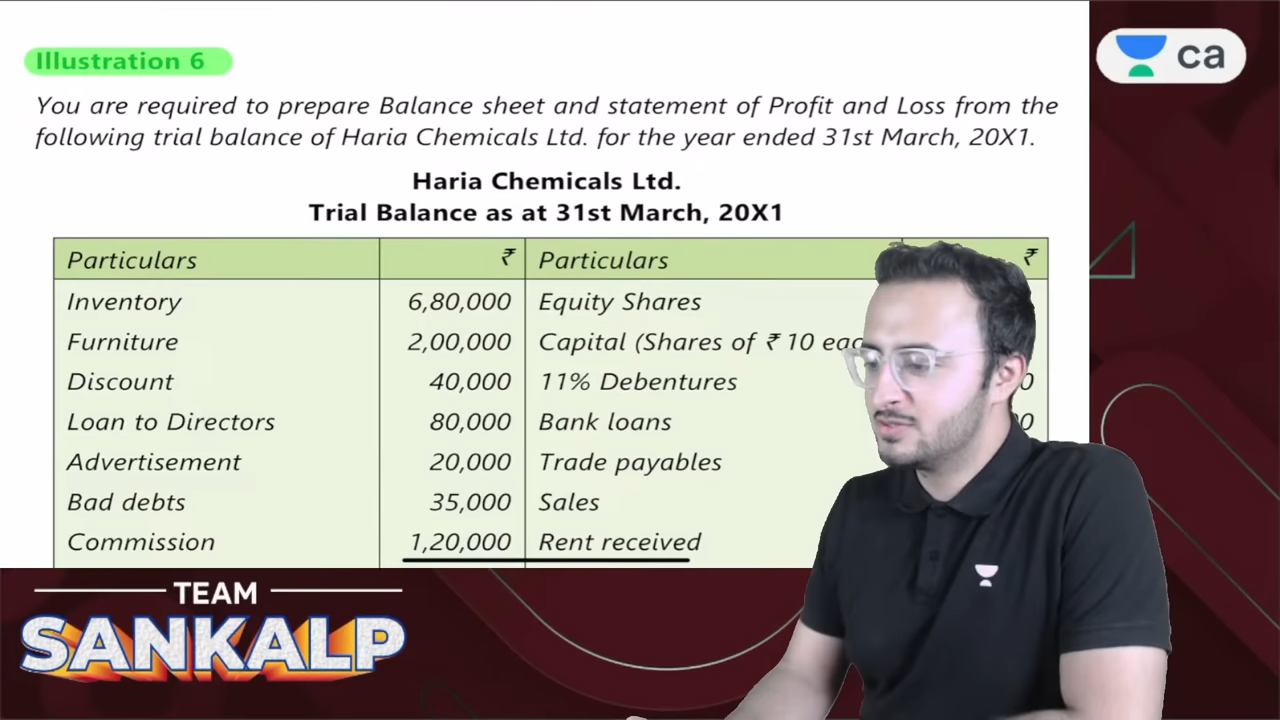 Illustration 6
You are required to prepare Balance sheet and statement of Profit and Loss from the
following trial balance of Haria Chemicals Ltd. for the year ended 31st March, 20X1.
Haria Chemicals Ltd.
Trial Balance as at 31st March, 20X1
Particulars ₹ Particulars ₹
Inventory 6,80,000 Equity Shares
Furniture 2,00,000 Capital (Shares of ₹ 10
Discount 40,000 11% Debentures
Loan to Directors 80,000 Bank loans
Advertisement 20,000 Trade payables
Bad debts 35,000 Sales
Commission 1,20,000 Rent received
ca
TEAM
SANKALP